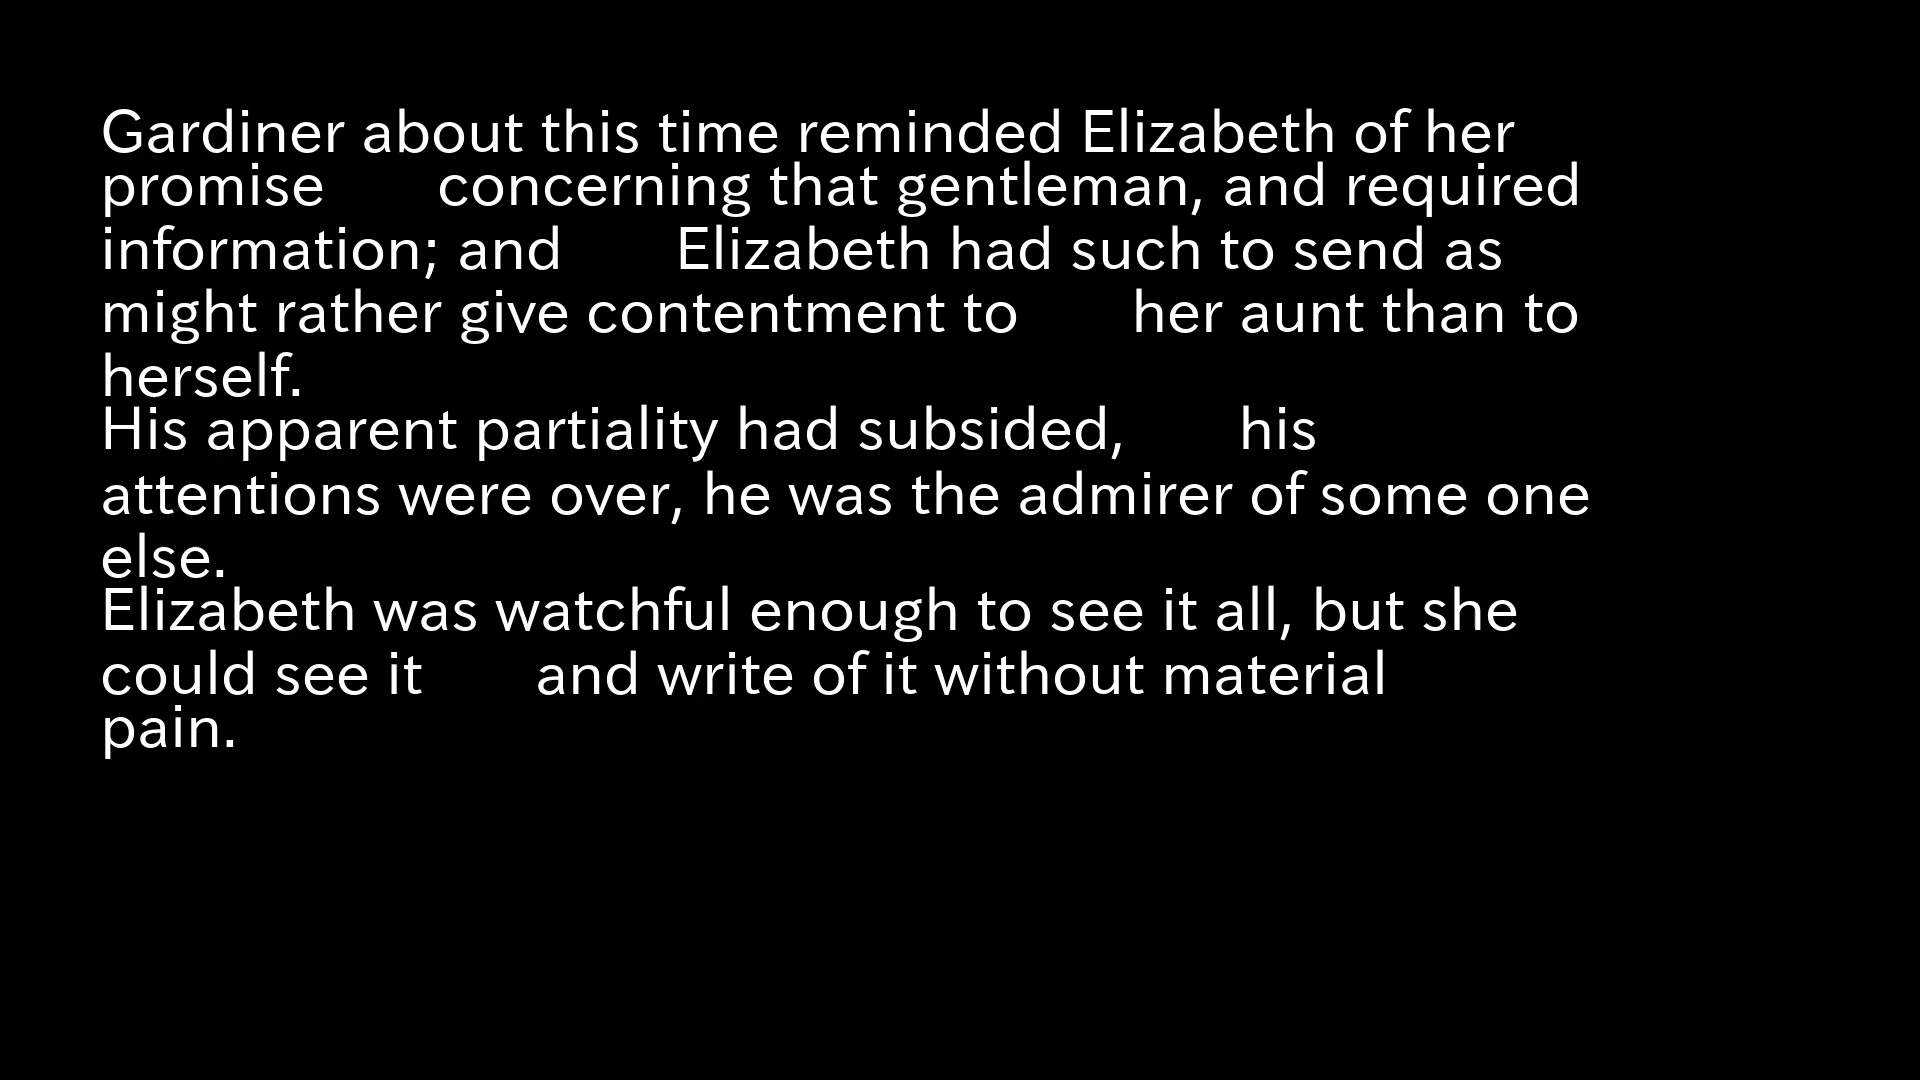 Gardiner about this time reminded Elizabeth of her
promise concerning that gentleman, and required
information; and Elizabeth had such to send as
might rather give contentment to her aunt than to
herself.
His apparent partiality had subsided, his
attentions were over, he was the admirer of some one
else.
Elizabeth was watchful enough to see it all, but she
could see it and write of it without material
pain.